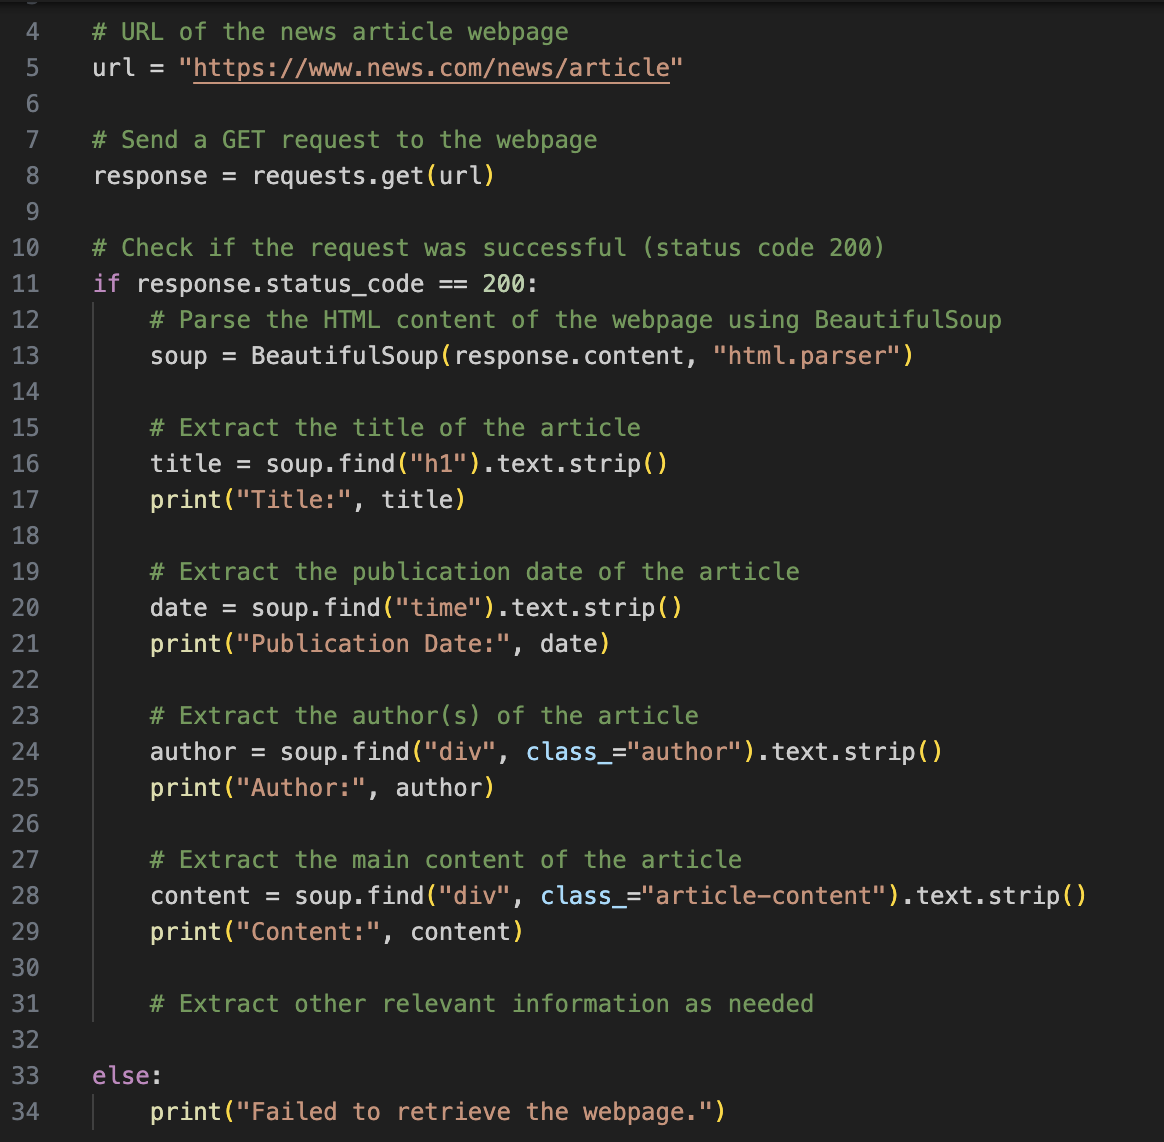 4 # URL of the news article webpage
5 url = "https://www.news.com/news/article"
6
7 # Send a GET request to the webpage
8 response = requests.get(url)
9
10 # Check if the request was successful (status code 200)
11 if response.status_code == 200:
12     # Parse the HTML content of the webpage using BeautifulSoup
13     soup = BeautifulSoup(response.content, "html.parser")
14
15     # Extract the title of the article
16     title = soup.find("h1").text.strip()
17     print("Title:", title)
18
19     # Extract the publication date of the article
20     date = soup.find("time").text.strip()
21     print("Publication Date:", date)
22
23     # Extract the author(s) of the article
24     author = soup.find("div", class_="author").text.strip()
25     print("Author:", author)
26
27     # Extract the main content of the article
28     content = soup.find("div", class_="article-content").text.strip()
29     print("Content:", content)
30
31     # Extract other relevant information as needed
32
33 else:
34     print("Failed to retrieve the webpage.")